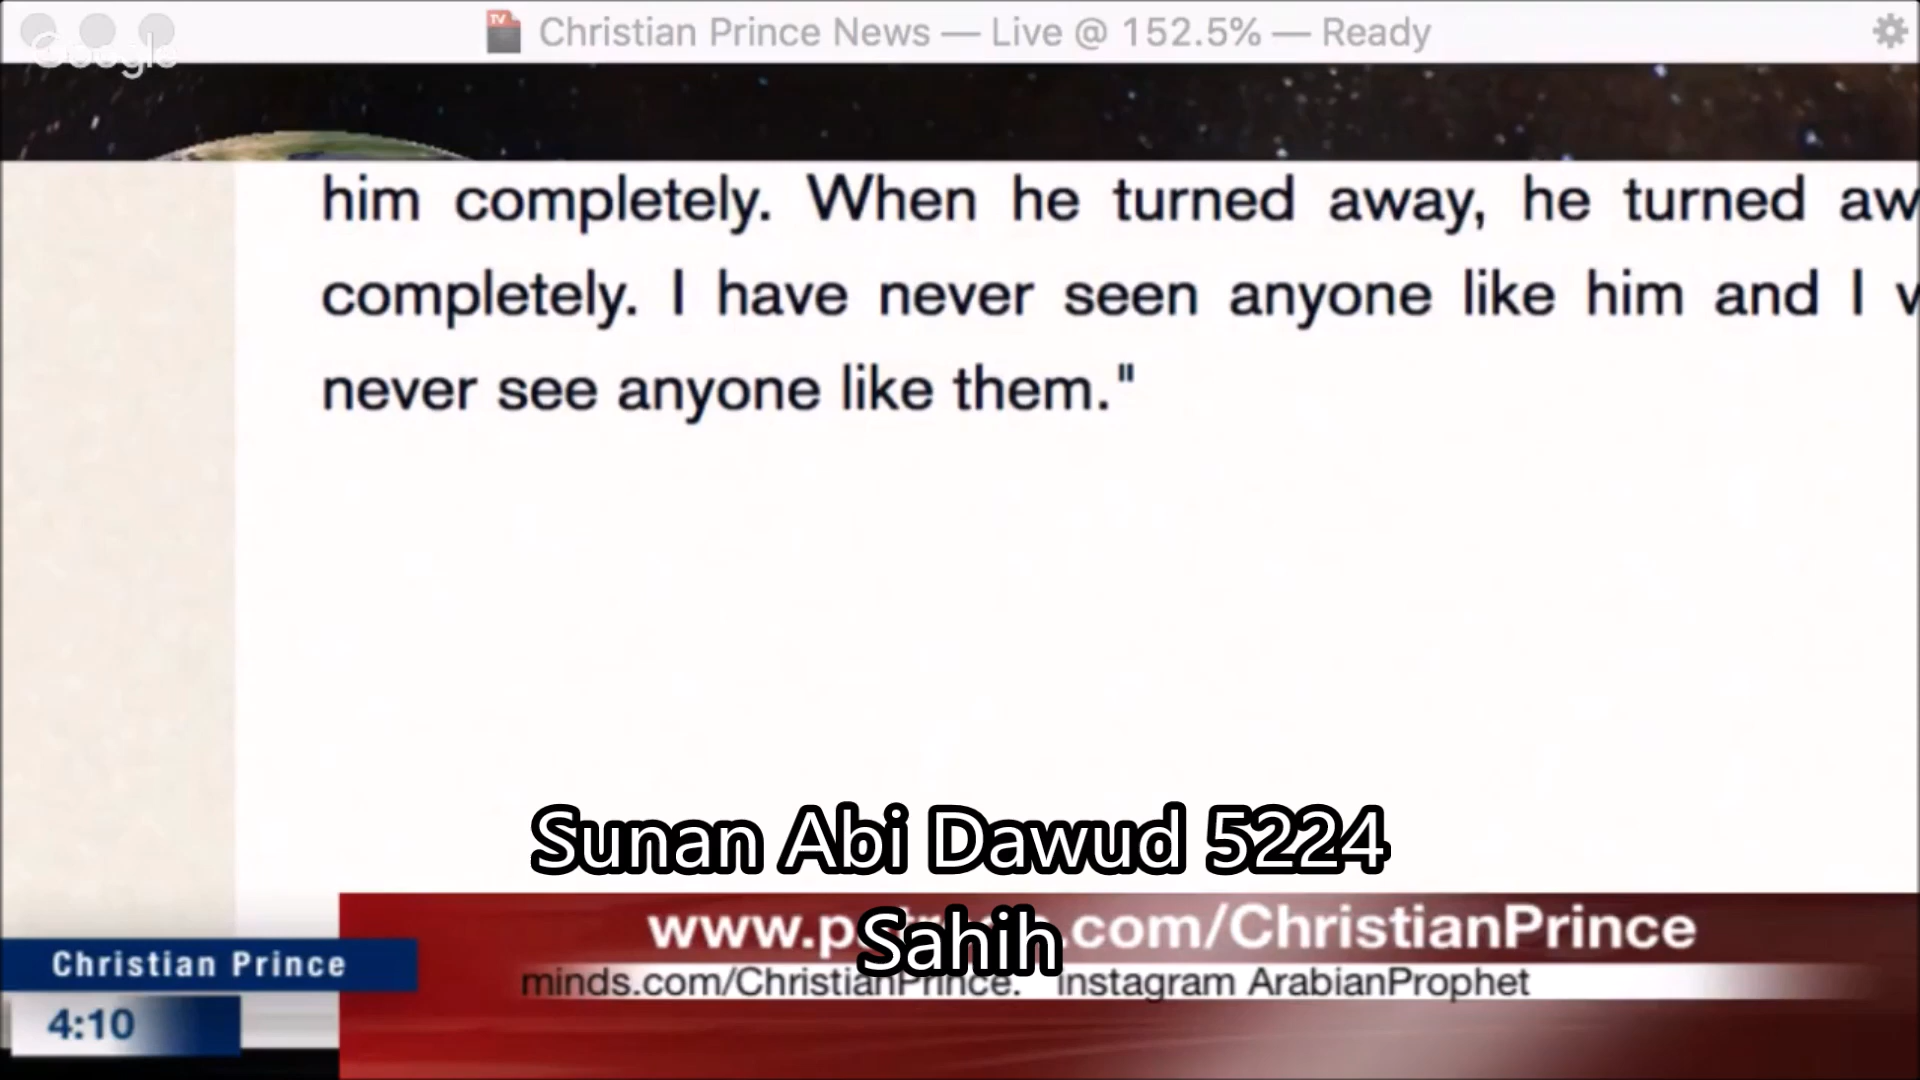 Google
Christian Prince News — Live @ 152.5% — Ready
him completely. When he turned away, he turned
completely. I have never seen anyone like him and I
never see anyone like them."
Sunan Abi Dawud 5224
Sahih
.com/ChristianPrince
minds.com/ChristianPrince. Instagram ArabianProphet
Christian Prince
4:10